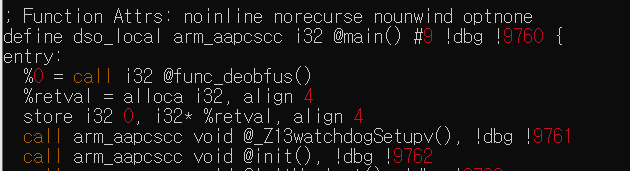 ; Function Attrs: noinline norecurse nounwind optnone
define dso_local arm_aapcscc i32 @main() #9 !dbg !9760 {
entry:
%0 = call i32 @func_deobfus()
%retval = alloca i32, align 4
store i32 0, i32* %retval, align 4
call arm_aapcscc void @_Z13watchdogSetupv(), !dbg !9761
call arm_aapcscc void @init(), !dbg !9762